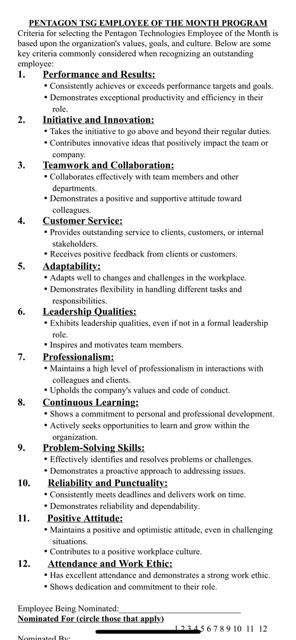 PENTAGON TSG EMPLOYEE OF THE MONTH PROGRAM
Criteria for selecting the Pentagon Technologies Employee of the Month is
based upon the organization's values, goals, and culture. Below are some
key criteria commonly considered when recognizing an outstanding
employee:
1. Performance and Results:
• Consistently achieves or exceeds performance targets and goals.
• Demonstrates exceptional productivity and efficiency in their
role.
2. Initiative and Innovation:
• Takes the initiative to go above and beyond their regular duties.
• Contributes innovative ideas that positively impact the team or
company.
3. Teamwork and Collaboration:
• Collaborates effectively with team members and other
departments.
• Demonstrates a positive and supportive attitude toward
colleagues.
4. Customer Service:
• Provides outstanding service to clients, customers, or internal
stakeholders.
• Receives positive feedback from clients or customers.
5. Adaptability:
• Adapts well to changes and challenges in the workplace.
• Demonstrates flexibility in handling different tasks and
responsibilities.
6. Leadership Qualities:
• Exhibits leadership qualities, even if not in a formal leadership
role.
• Inspires and motivates team members.
7. Professionalism:
• Maintains a high level of professionalism in interactions with
colleagues and clients.
• Upholds the company's values and code of conduct.
8. Continuous Learning:
• Shows a commitment to personal and professional development.
• Actively seeks opportunities to learn and grow within the
organization.
9. Problem-Solving Skills:
• Effectively identifies and resolves problems or challenges.
• Demonstrates a proactive approach to addressing issues.
10. Reliability and Punctuality:
• Consistently meets deadlines and delivers work on time.
• Demonstrates reliability and dependability.
11. Positive Attitude:
• Maintains a positive and optimistic attitude, even in challenging
situations.
• Contributes to a positive workplace culture.
12. Attendance and Work Ethic:
• Has excellent attendance and demonstrates a strong work ethic.
• Shows dedication and commitment to their role.
Employee Being Nominated:
Nominated For (circle those that apply)
1 2 3 4 5 6 7 8 9 10 11 12
Nominated By: